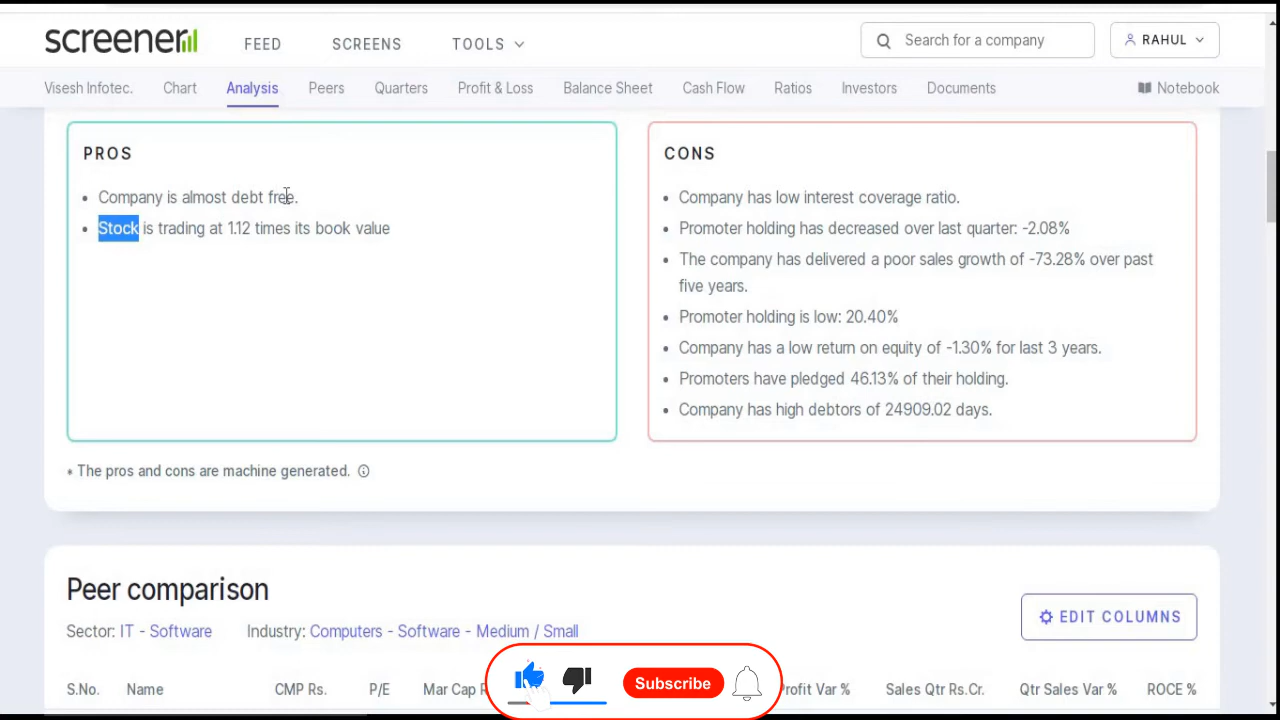 screener FEED SCREENS TOOLS Search for a company RAHUL
Visesh Infotec. Chart Analysis Peers Quarters Profit & Loss Balance Sheet Cash Flow Ratios Investors Documents Notebook
PROS
• Company is almost debt free.
• Stock is trading at 1.12 times its book value
CONS
• Company has low interest coverage ratio.
• Promoter holding has decreased over last quarter: -2.08%
• The company has delivered a poor sales growth of -73.28% over past
five years.
• Promoter holding is low: 20.40%
• Company has a low return on equity of -1.30% for last 3 years.
• Promoters have pledged 46.13% of their holding.
• Company has high debtors of 24909.02 days.
* The pros and cons are machine generated.
Peer comparison
EDIT COLUMNS
Sector: IT - Software Industry: Computers - Software - Medium / Small
S.No. Name CMP Rs. P/E Mar Cap Profit Var % Sales Qtr Rs.Cr. Qtr Sales Var % ROCE %
Subscribe